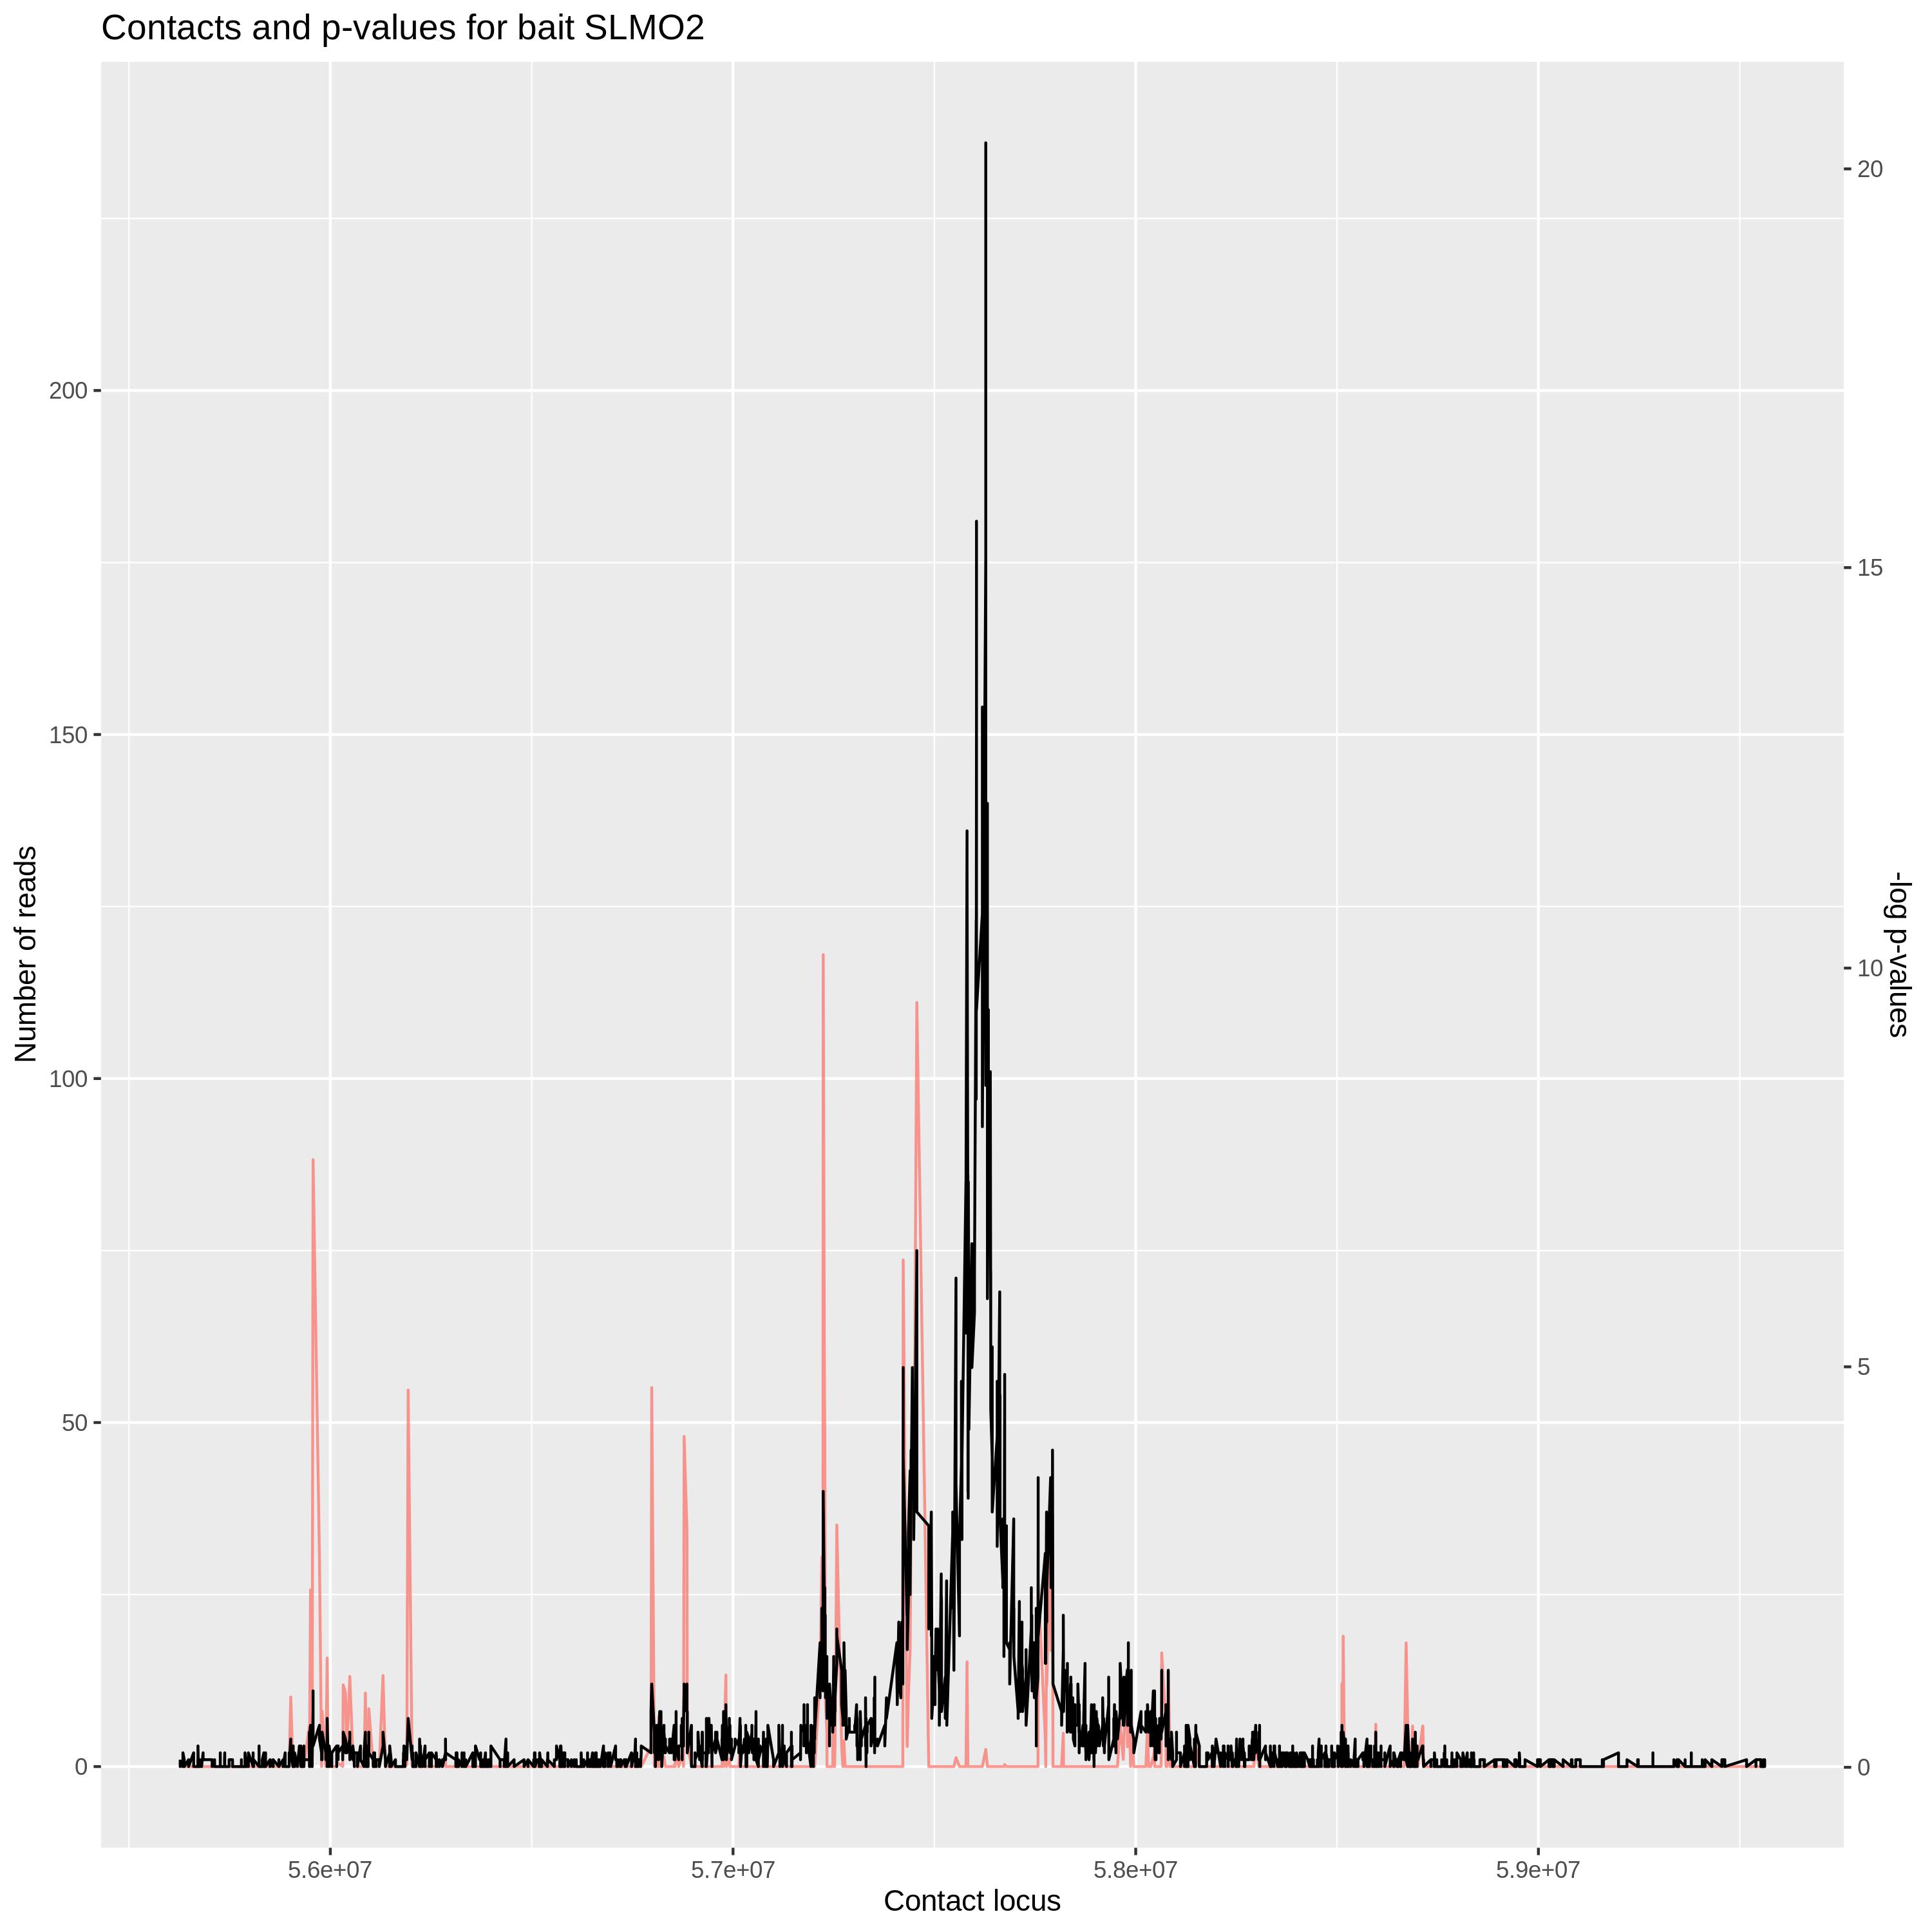 Contacts and p-values for bait SLMO2
Number of reads
200
150
100
50
0
20
15
10
5
0
-log p-values
5.6e+07
5.7e+07
5.8e+07
5.9e+07
Contact locus